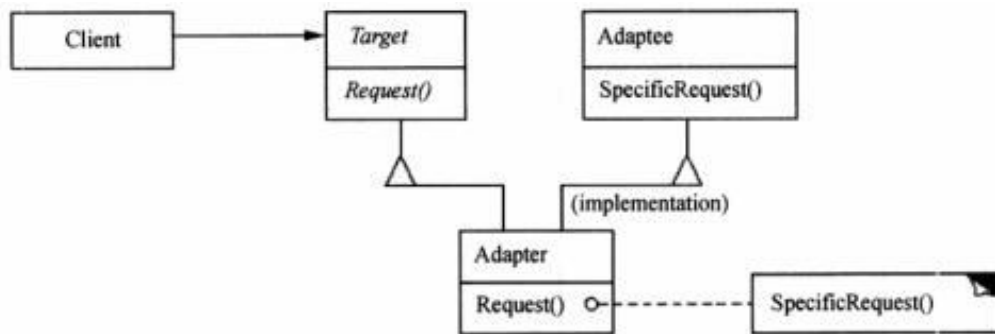 Client
Target
Request()
Adaptee
SpecificRequest()
(implementation)
Adapter
Request()
SpecificRequest()